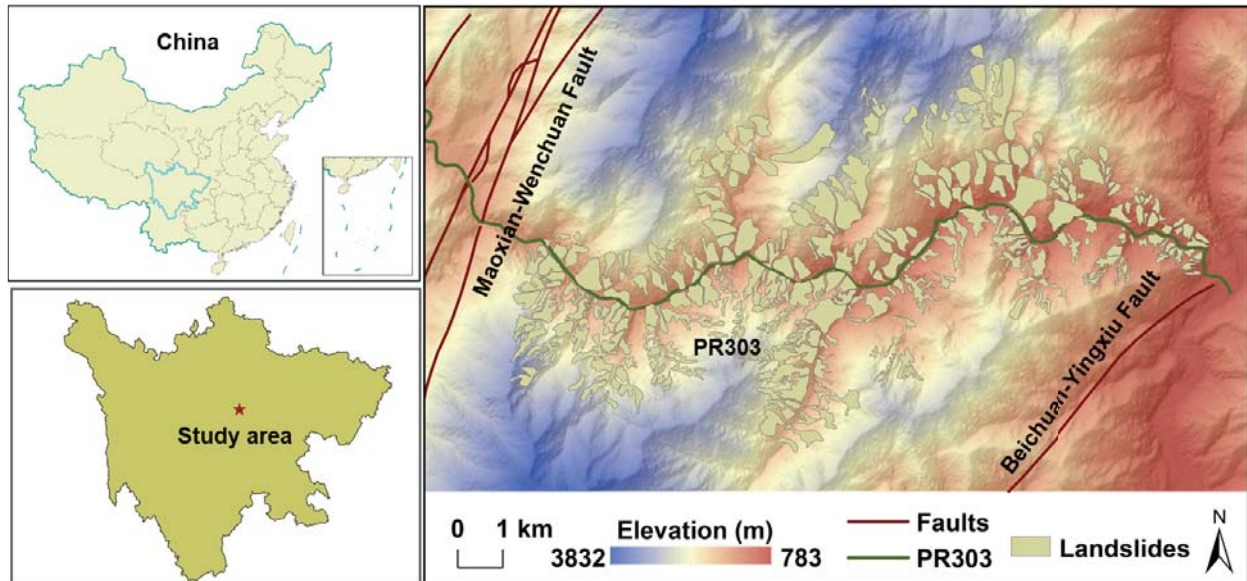 China
Study area
Maoxian-Wenchuan Fault
PR303
Beichuan-Yingxiu Fault
0 1 km
Elevation (m)
3832 783
Faults
PR303
Landslides
N